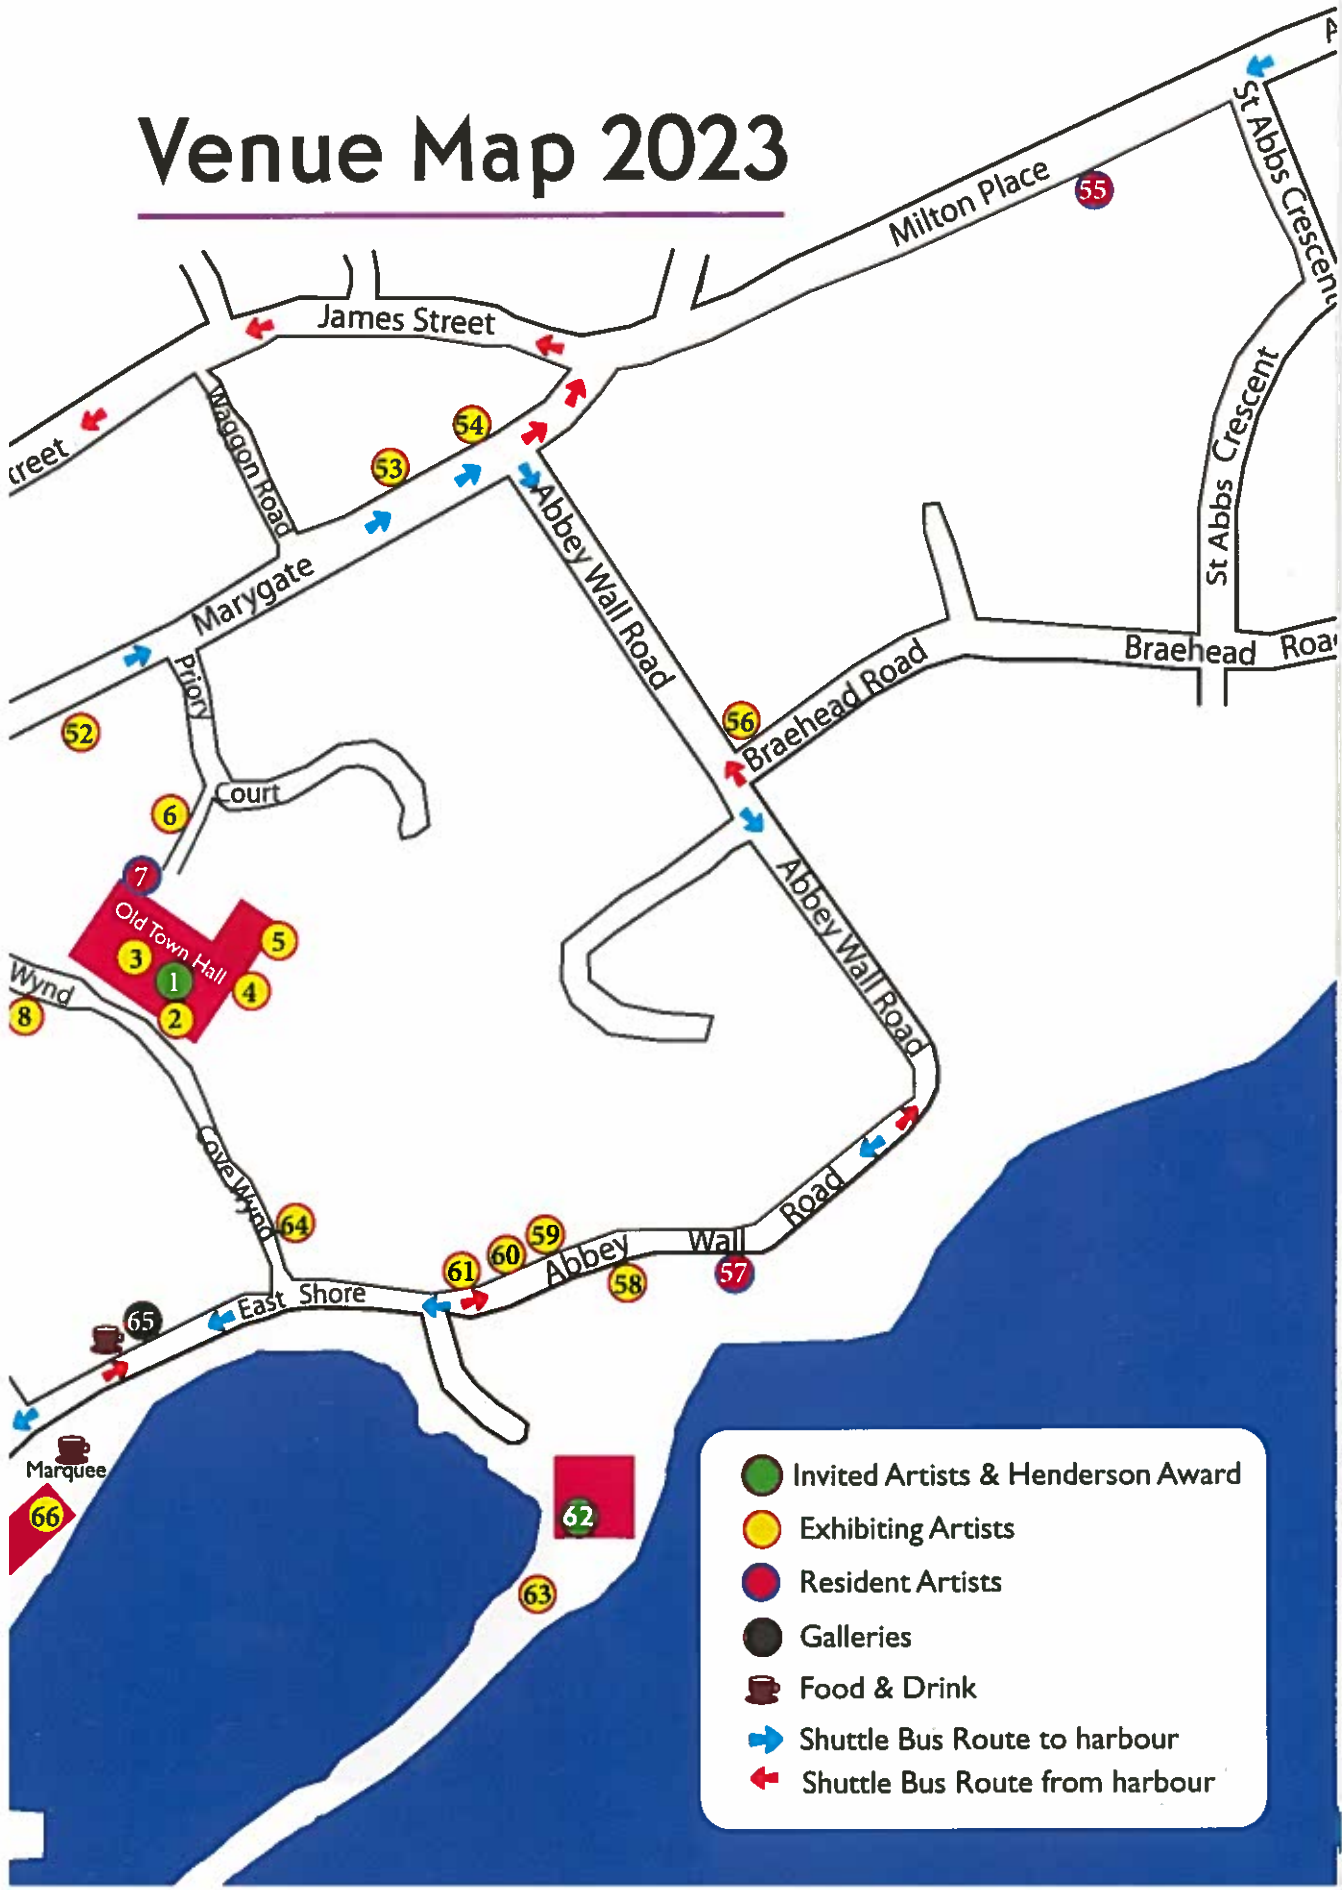 Venue Map 2023
St Abbs Crescent
55
Milton Place
James Street
St Abbs Crescent
Waggon Road
54
53
treet
Abbey Wall Road
Marygate
Braehead Road
Braehead
Priory
52
56
Court
6
7
Old Town Hall
5
3
1
4
2
Wynd
8
Abbey Wall Road
Cove Wynd
64
Road
59
60
61
Abbey
Wall
58
57
East Shore
65
Marquee
66
62
63
Invited Artists & Henderson Award
Exhibiting Artists
Resident Artists
Galleries
Food & Drink
Shuttle Bus Route to harbour
Shuttle Bus Route from harbour